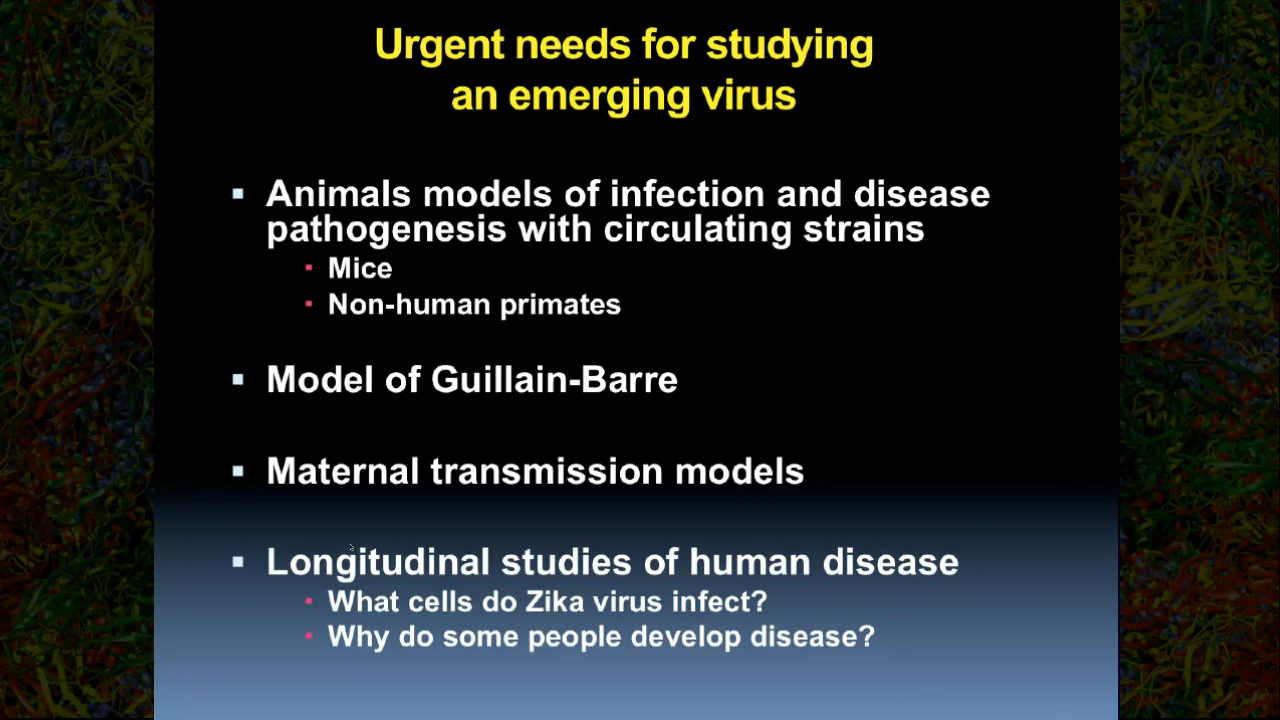 Urgent needs for studying
an emerging virus
▪ Animals models of infection and disease
pathogenesis with circulating strains
▪ Mice
▪ Non-human primates
▪ Model of Guillain-Barre
▪ Maternal transmission models
▪ Longitudinal studies of human disease
▪ What cells do Zika virus infect?
▪ Why do some people develop disease?